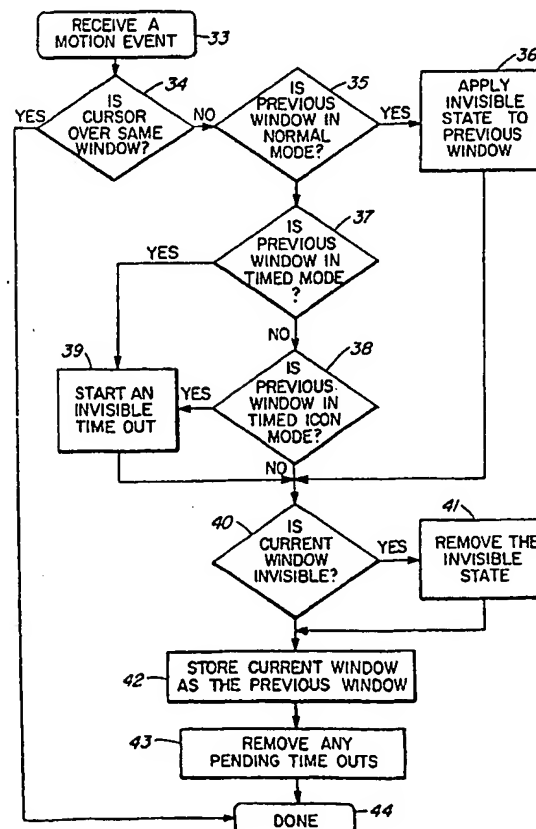 RECEIVE A
MOTION EVENT
33
34
YES
IS
CURSOR
OVER SAME
WINDOW?
NO
35
IS
PREVIOUS
WINDOW IN
NORMAL
MODE?
YES
36
APPLY
INVISIBLE
STATE TO
PREVIOUS
WINDOW
37
IS
PREVIOUS
WINDOW IN
TIMED MODE
?
YES
NO
38
IS
PREVIOUS
WINDOW IN
TIMED ICON
MODE?
YES
39
START AN
INVISIBLE
TIME OUT
NO
40
IS
CURRENT
WINDOW
INVISIBLE?
YES
41
REMOVE THE
INVISIBLE
STATE
42
STORE CURRENT WINDOW
AS THE PREVIOUS WINDOW
43
REMOVE ANY
PENDING TIME OUTS
DONE
44